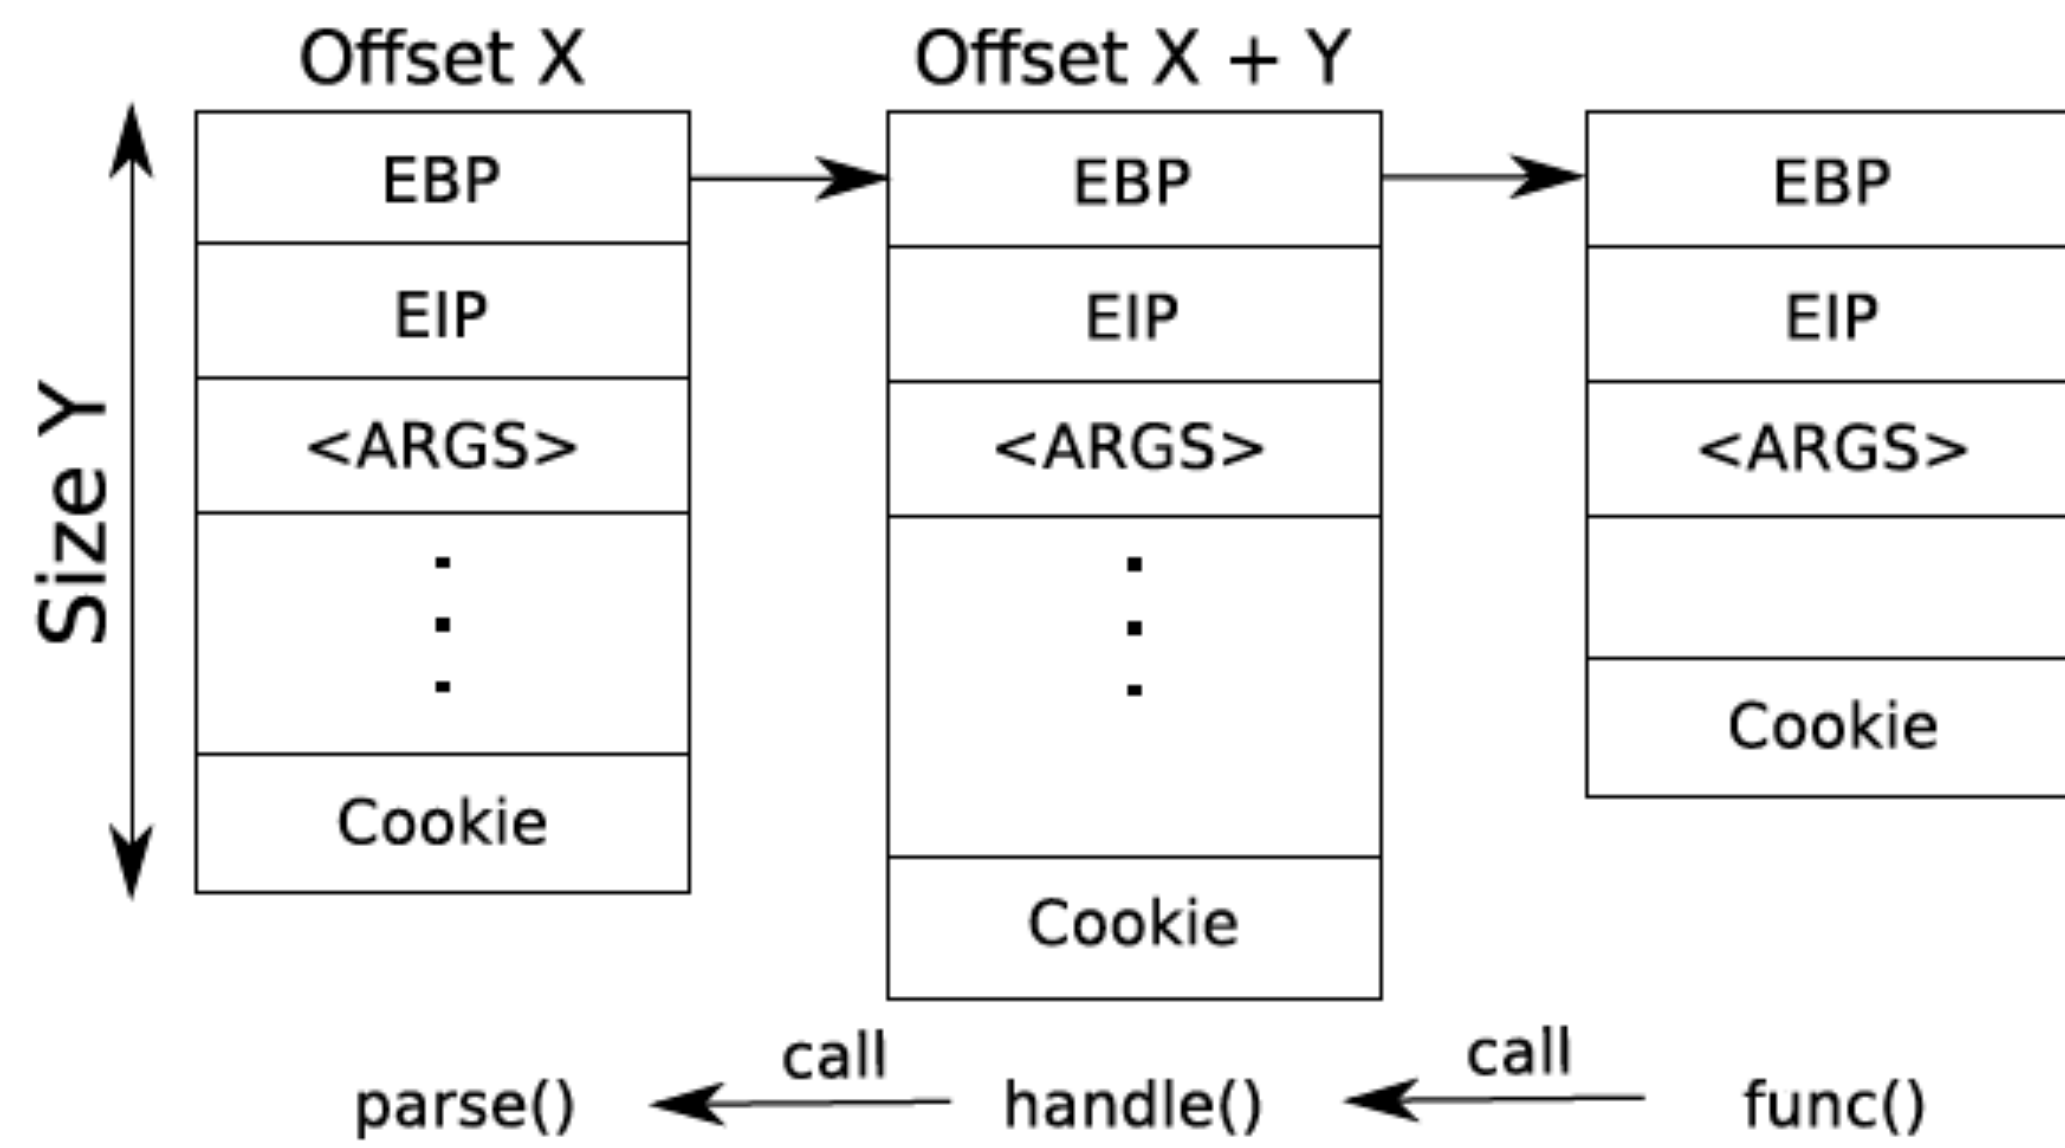 Offset X
Offset X + Y
Size Y
EBP
EBP
EBP
EIP
EIP
EIP
<ARGS>
<ARGS>
<ARGS>
Cookie
Cookie
Cookie
call
call
parse()
handle()
func()